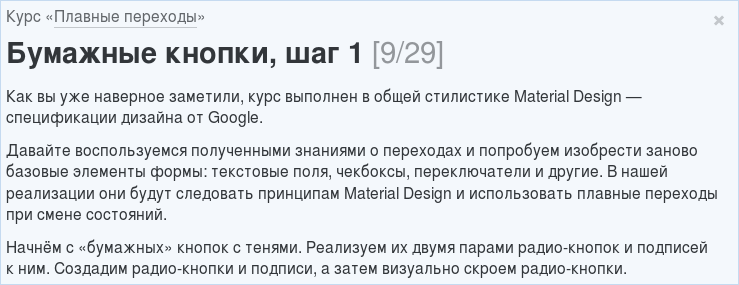 Курс «Плавные переходы»
Бумажные кнопки, шаг 1 [9/29]
Как вы уже наверное заметили, курс выполнен в общей стилистике Material Design —
спецификации дизайна от Google.
Давайте воспользуемся полученными знаниями о переходах и попробуем изобрести заново
базовые элементы формы: текстовые поля, чекбоксы, переключатели и другие. В нашей
реализации они будут следовать принципам Material Design и использовать плавные переходы
при смене состояний.
Начнём с «бумажных» кнопок с тенями. Реализуем их двумя парами радио-кнопок и подписей
к ним. Создадим радио-кнопки и подписи, а затем визуально скроем радио-кнопки.